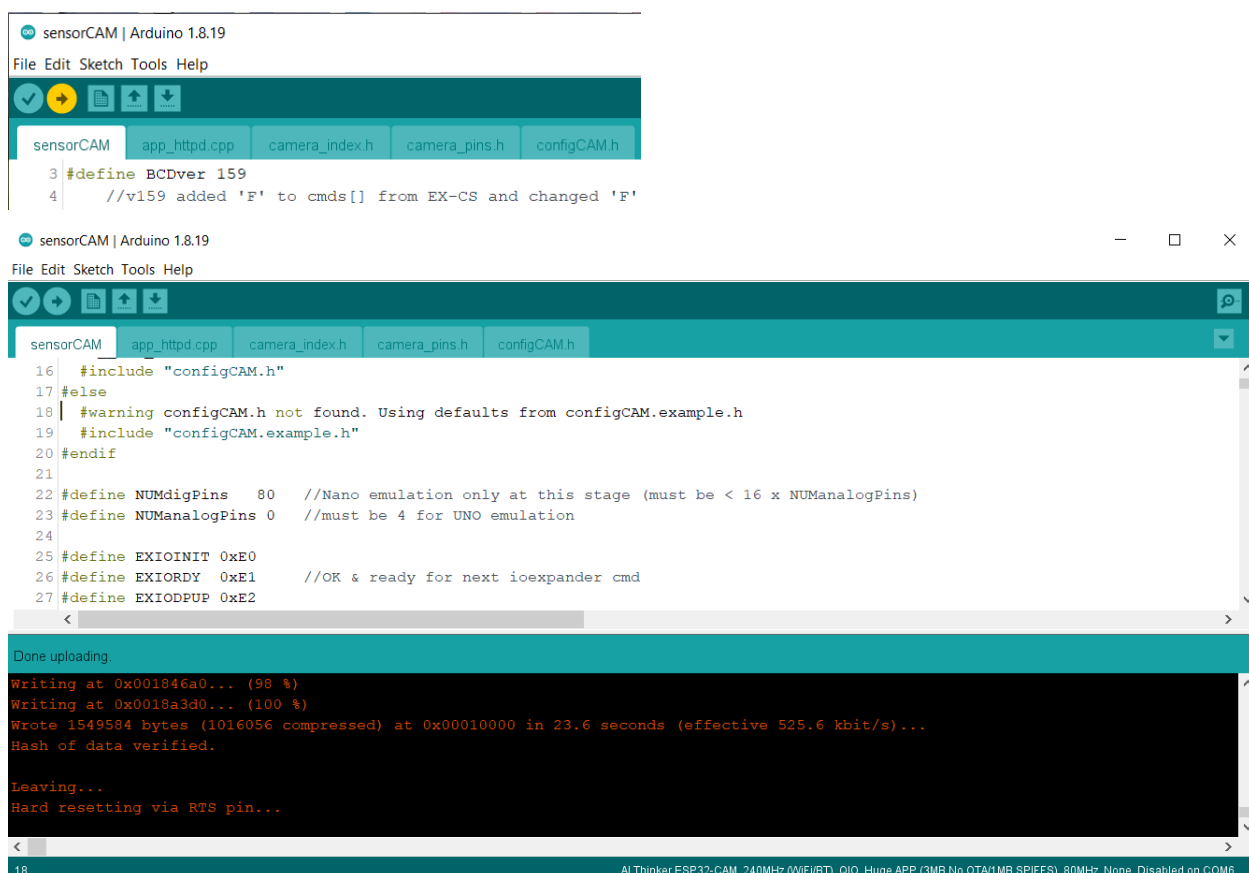 sensorCAM | Arduino 1.8.19
File Edit Sketch Tools Help
sensorCAM app_httpd.cpp camera_index.h camera_pins.h configCAM.h
3 #define BCDver 159
4 //v159 added 'F' to cmds[] from EX-CS and changed 'F'
sensorCAM | Arduino 1.8.19
File Edit Sketch Tools Help
sensorCAM app_httpd.cpp camera_index.h camera_pins.h configCAM.h
16 #include "configCAM.h"
17 #else
18 #warning configCAM.h not found. Using defaults from configCAM.example.h
19 #include "configCAM.example.h"
20 #endif
21
22 #define NUMdigPins 80 //Nano emulation only at this stage (must be < 16 x NUManalogPins)
23 #define NUManalogPins 0 //must be 4 for UNO emulation
24
25 #define EXIOINIT 0xE0
26 #define EXIORDY 0xE1 //OK & ready for next ioexpander cmd
27 #define EXIODPUP 0xE2
Done uploading.
Writing at 0x001846a0... (98 %)
Writing at 0x0018a3d0... (100 %)
Wrote 1549584 bytes (1016056 compressed) at 0x00010000 in 23.6 seconds (effective 525.6 kbit/s)...
Hash of data verified.
Leaving...
Hard resetting via RTS pin...
18 AI Thinker ESP32-CAM, 240MHz (WiFi/BT), QIO, Huge APP (3MB No OTA/1MB SPIFFS), 80MHz, None, Disabled on COM6